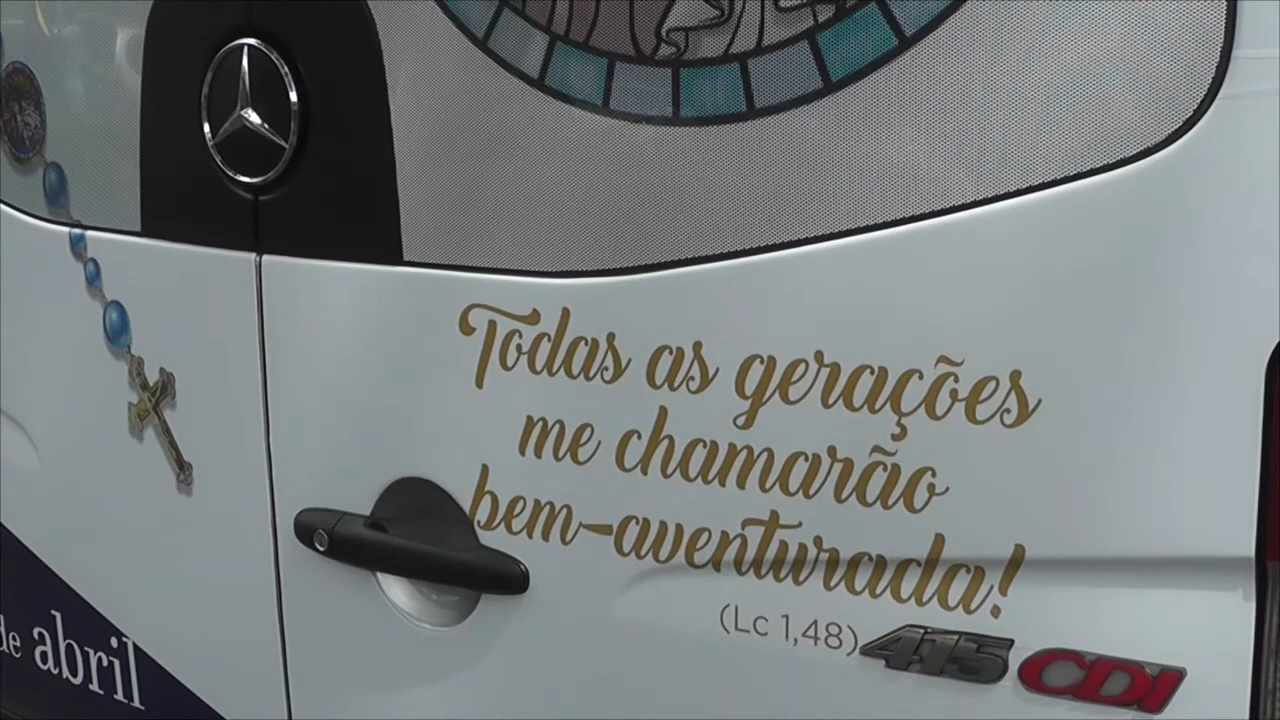 Todas as gerações
me chamarão
bem-aventurada!
(Lc 1,48)
415 CDI
de abril